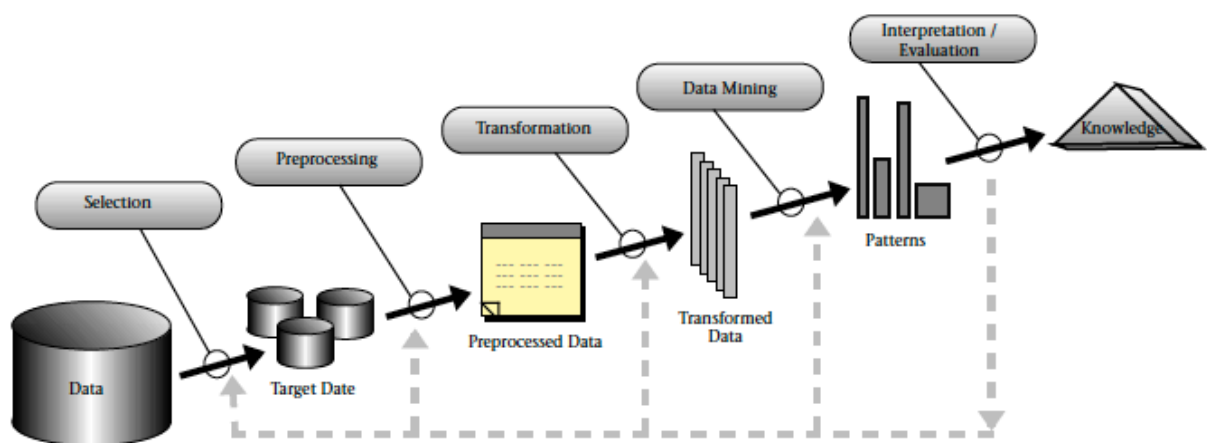 Interpretation /
Evaluation
Data Mining
Transformation
Preprocessing
Selection
Data
Target Date
Preprocessed Data
Transformed
Data
Patterns
Knowledge